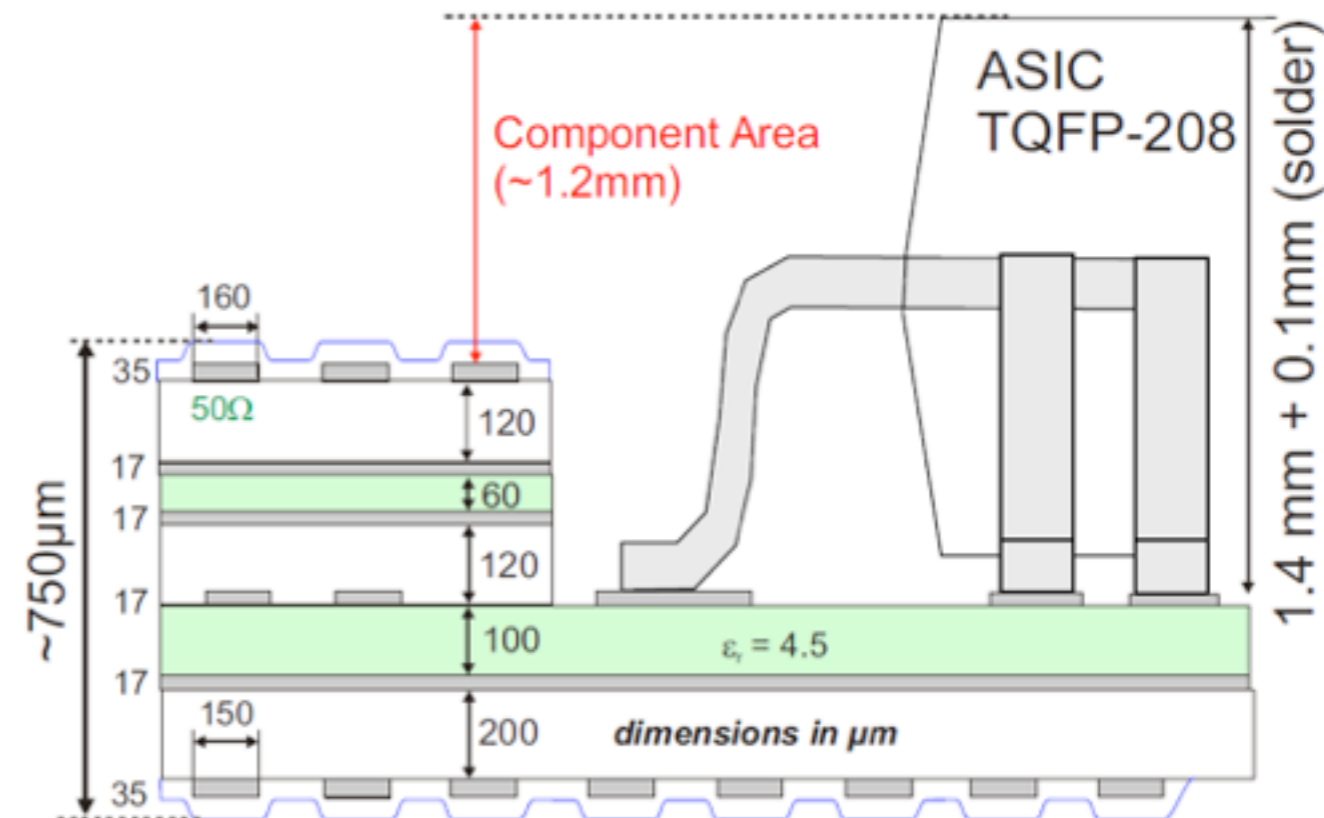 ASIC
TQFP-208
Component Area
(~1.2mm)
1.4 mm + 0.1mm (solder)
160
35
50Ω
120
17
60
17
120
17
~750µm
100
εr = 4.5
17
150
200
dimensions in µm
35